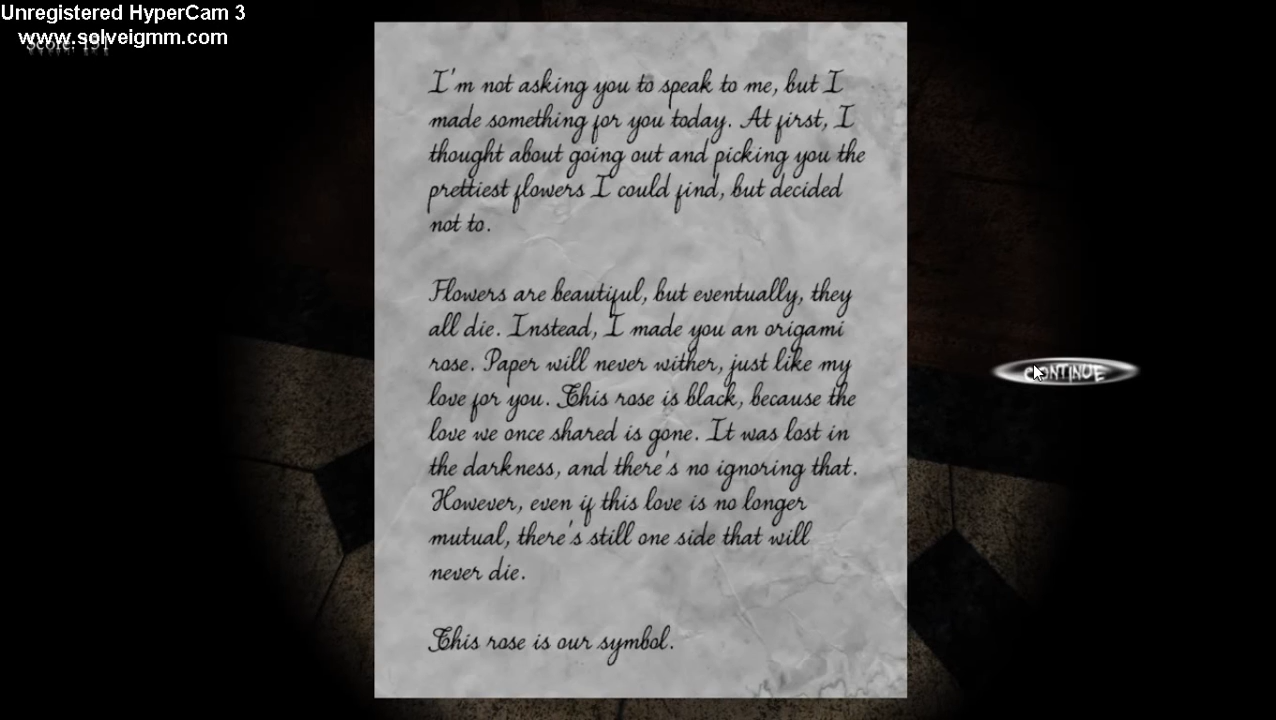 Unregistered HyperCam 3
www.solveigmm.com
Score: 191
I'm not asking you to speak to me, but I
made something for you today. At first, I
thought about going out and picking you the
prettiest flowers I could find, but decided
not to.
Flowers are beautiful, but eventually, they
all die. Instead, I made you an origami
rose. Paper will never wither, just like my
love for you. This rose is black, because the
love we once shared is gone. It was lost in
the darkness, and there's no ignoring that.
However, even if this love is no longer
mutual, there's still one side that will
never die.
This rose is our symbol.
CONTINUE